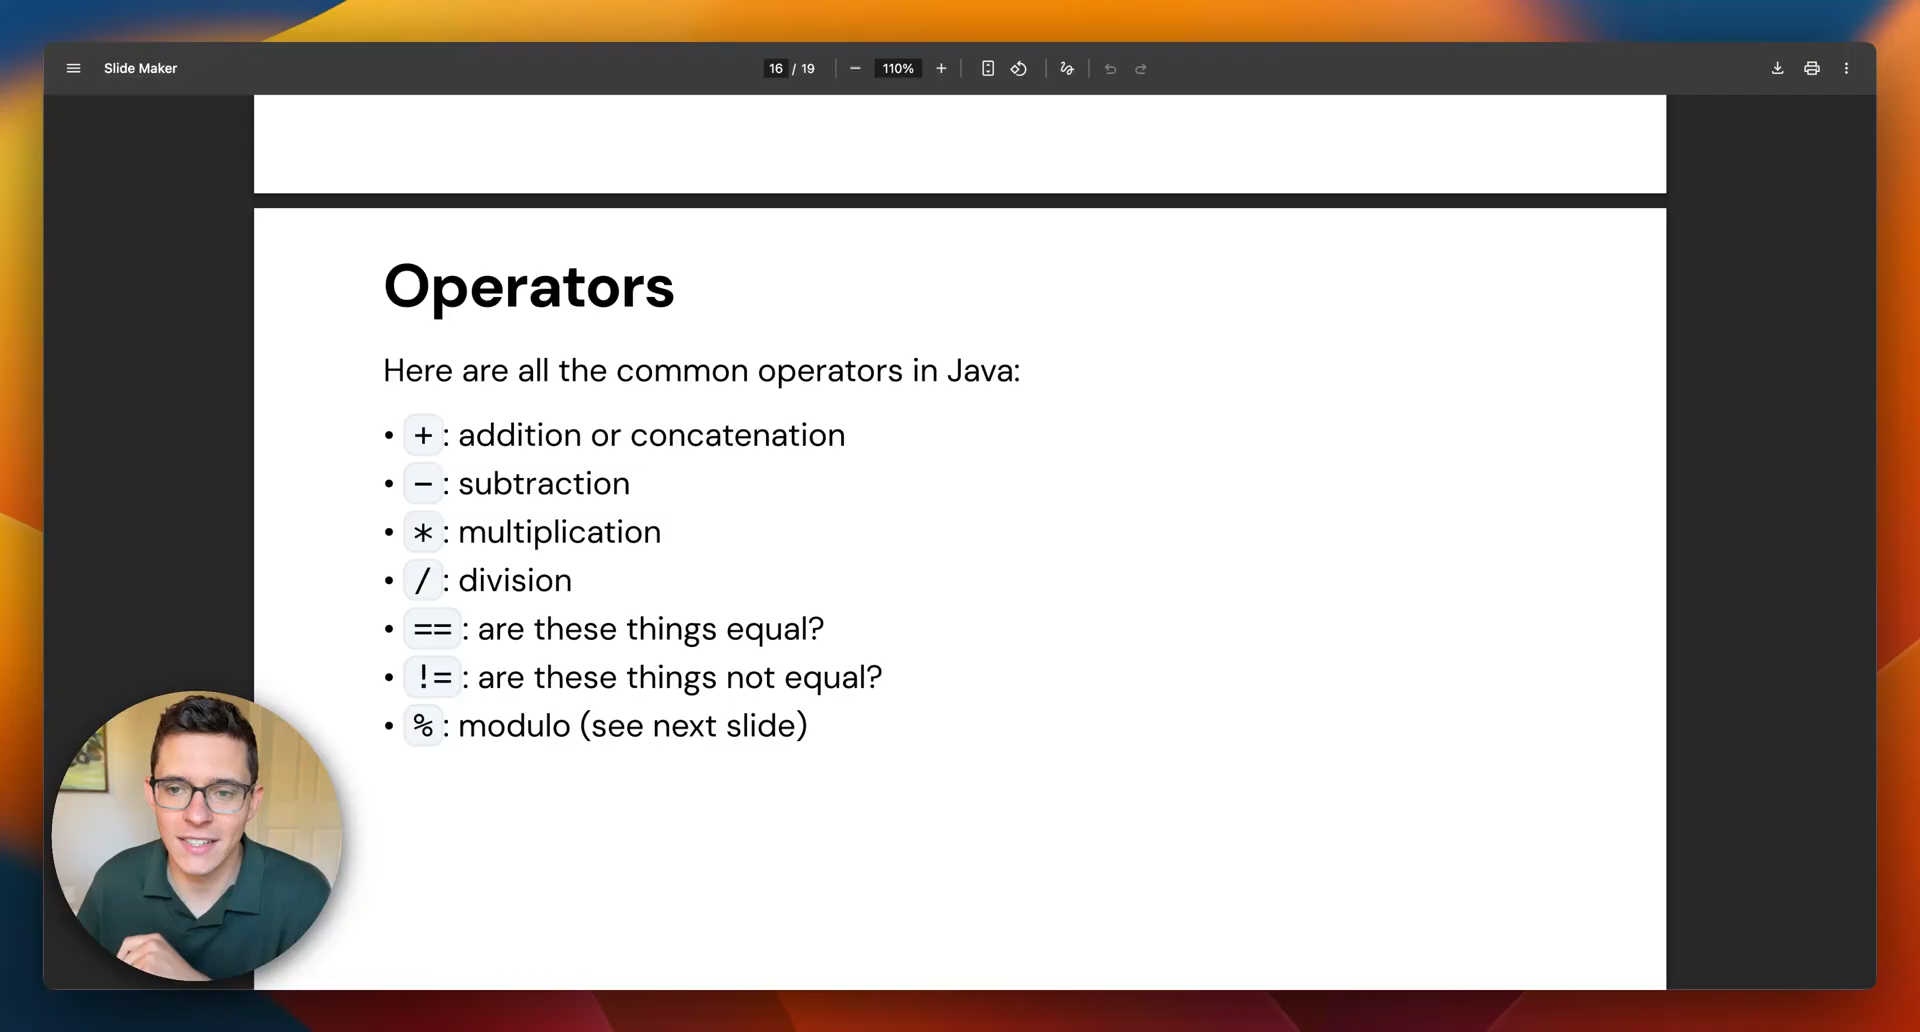 Slide Maker
16 / 19
110%
Operators
Here are all the common operators in Java:
• + : addition or concatenation
• - : subtraction
• * : multiplication
• / : division
• == : are these things equal?
• != : are these things not equal?
• % : modulo (see next slide)